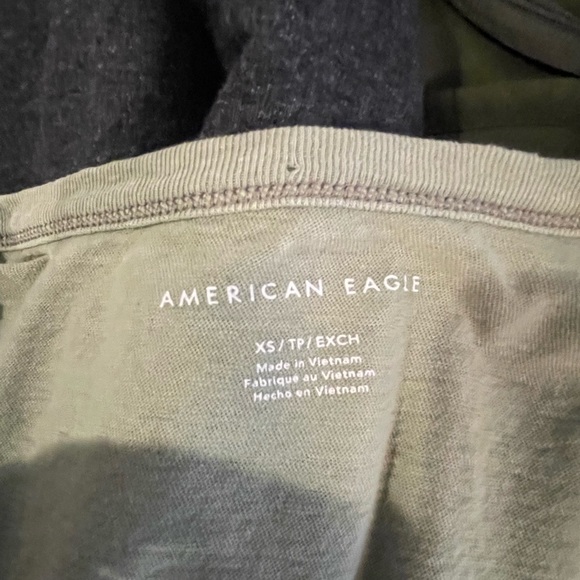 AMERICAN EAGLE
XS/TP/EXCH
Made in Vietnam
Fabriqué au Vietnam
Hecho en Vietnam